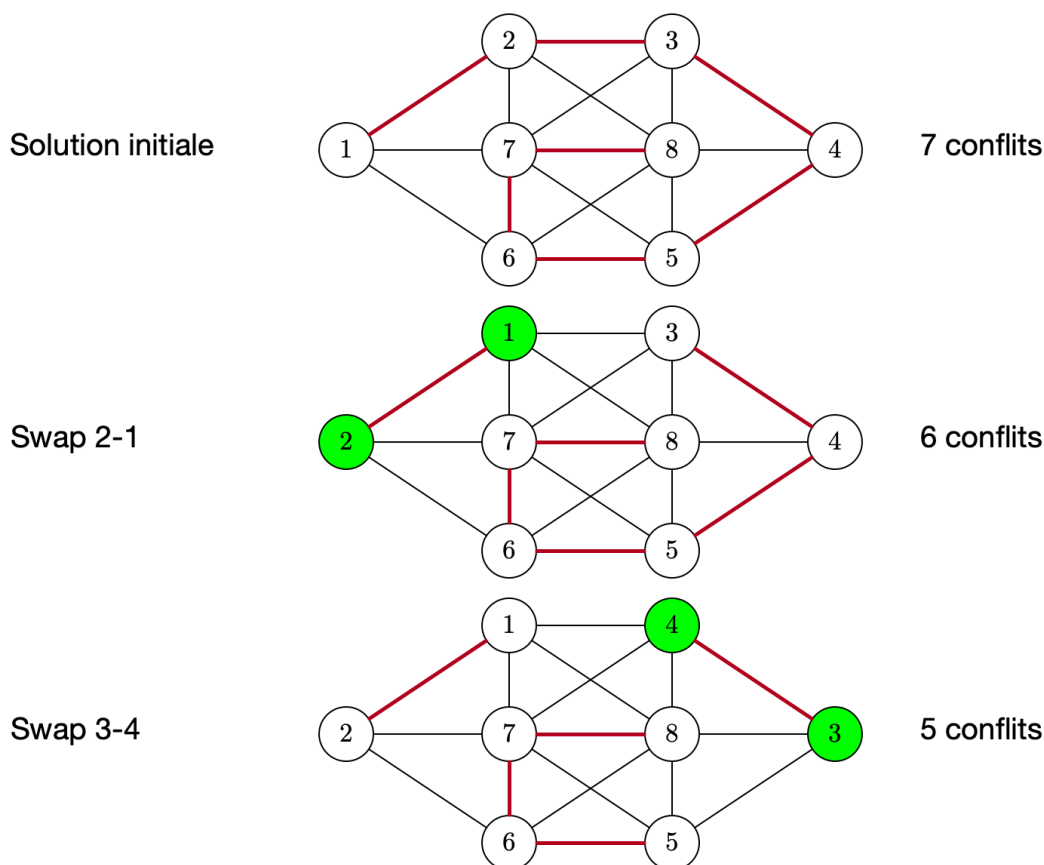 2 3
Solution initiale 1 7 8 4 7 conflits
6 5
1 3
Swap 2-1 2 7 8 4 6 conflits
6 5
1 4
Swap 3-4 2 7 8 3 5 conflits
6 5